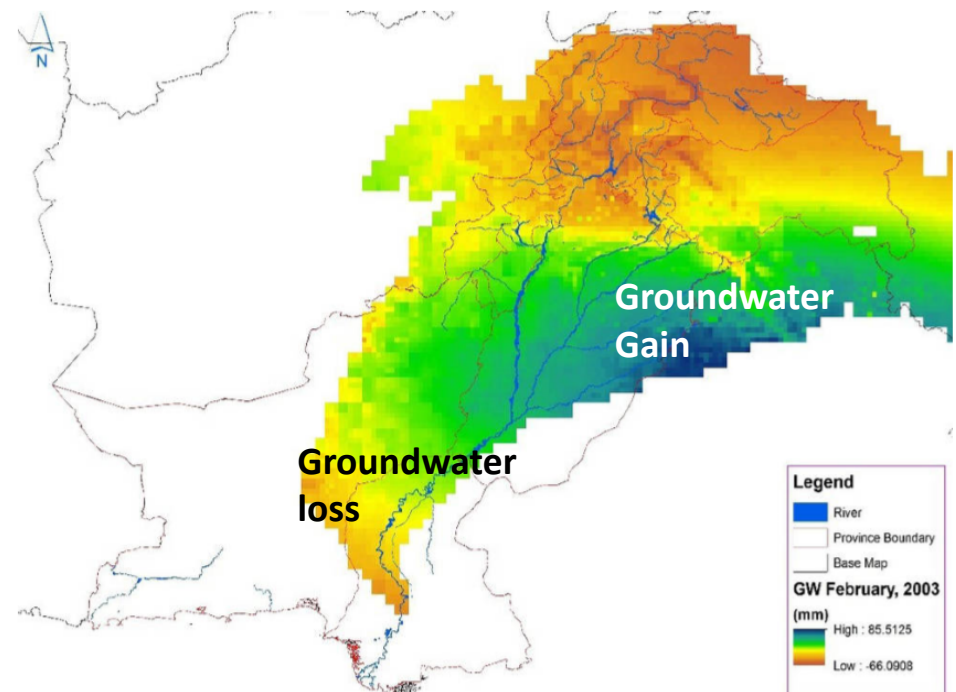 N
Groundwater
Gain
Groundwater
loss
Legend
River
Province Boundary
Base Map
GW February, 2003
(mm)
High : 85.5125
Low : -66.0908